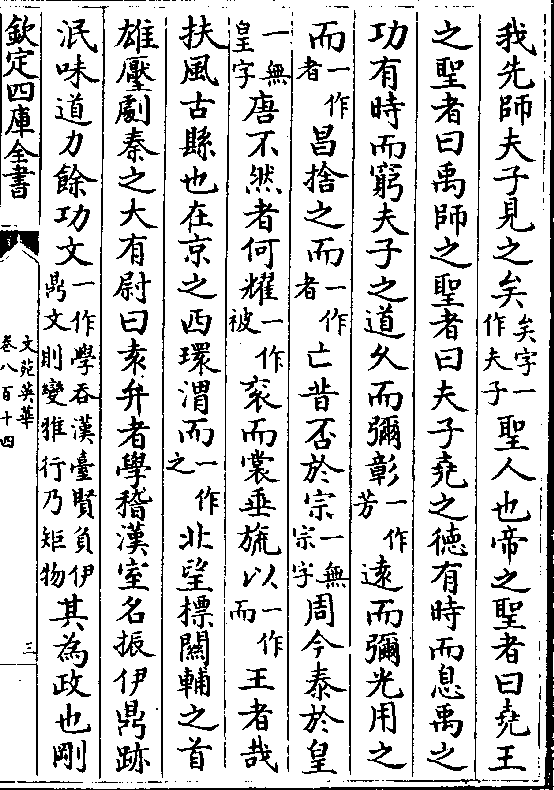 我先師夫子見之矣矣字一作夫子聖人也帝之聖者曰堯王
之聖者曰禹師之聖者曰夫子堯之德有時而息禹之
功有時而窮夫子之道久而彌彰一作芳遠而彌光用之
而一作者昌捨之而一作者亡昔否於宗一無宗字周今泰於皇
一無皇字唐不然者何耀一作被衮而裳垂旒以一作而王者哉
扶風古縣也在京之西環渭而一作之北望標關輔之首
雄壓劇秦之大有尉曰袁弁者學稽漢室名振伊鼎跡
泯味道力餘功文一作學吞漢臺賢負伊鼎文則變雅行乃矩物其為政也剛
欽定四庫全書
文苑英華
卷八百十四
三